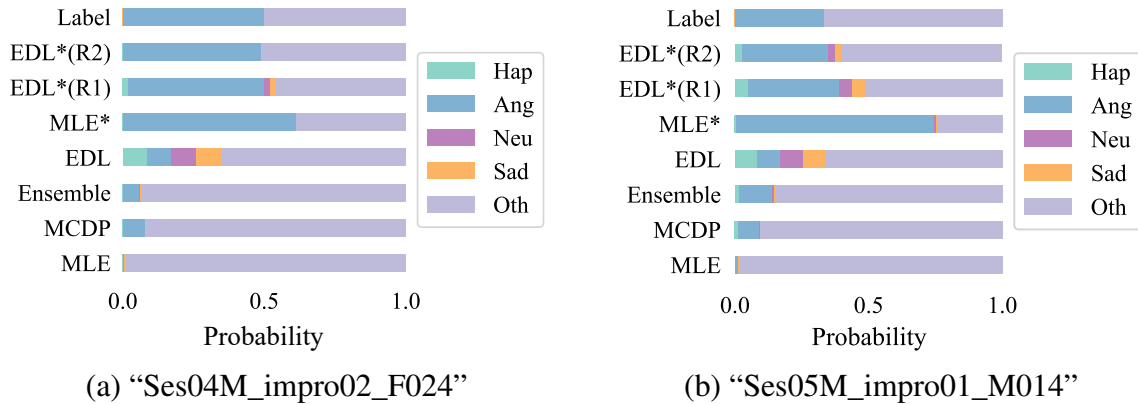 Label
EDL*(R2)
EDL*(R1)
MLE*
EDL
Ensemble
MCDP
MLE
0.0 0.5 1.0
Probability
Hap
Ang
Neu
Sad
Oth
(a) “Ses04M_impro02_F024”
Label
EDL*(R2)
EDL*(R1)
MLE*
EDL
Ensemble
MCDP
MLE
0.0 0.5 1.0
Probability
Hap
Ang
Neu
Sad
Oth
(b) “Ses05M_impro01_M014”